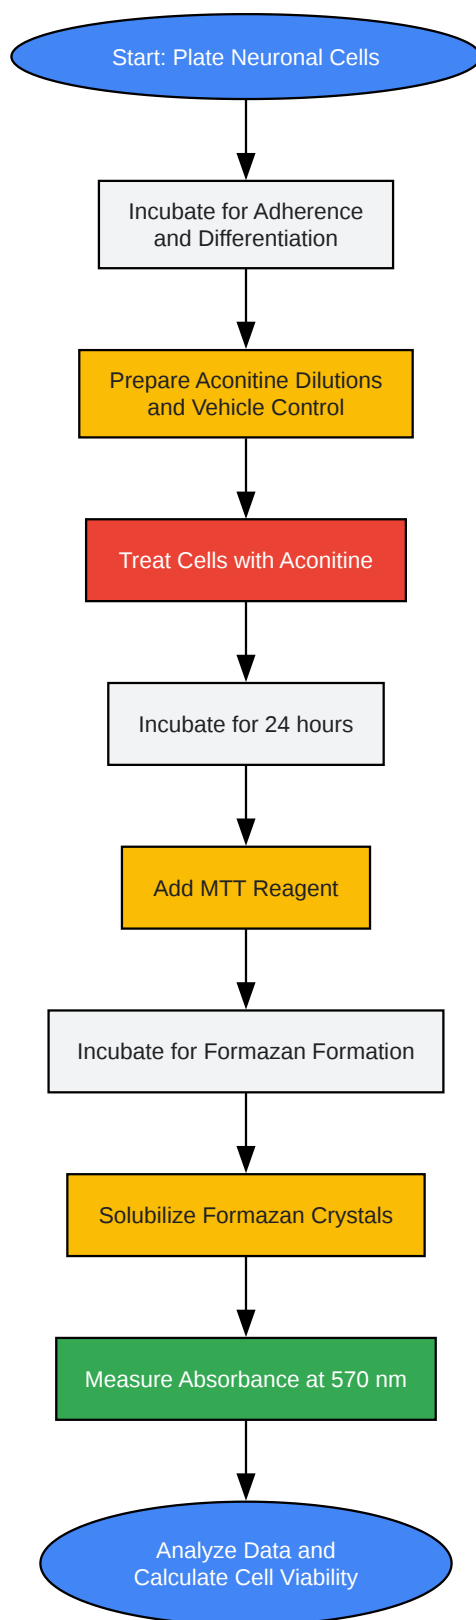 Start: Plate Neuronal Cells
Incubate for Adherence
and Differentiation
Prepare Aconitine Dilutions
and Vehicle Control
Treat Cells with Aconitine
Incubate for 24 hours
Add MTT Reagent
Incubate for Formazan Formation
Solubilize Formazan Crystals
Measure Absorbance at 570 nm
Analyze Data and
Calculate Cell Viability